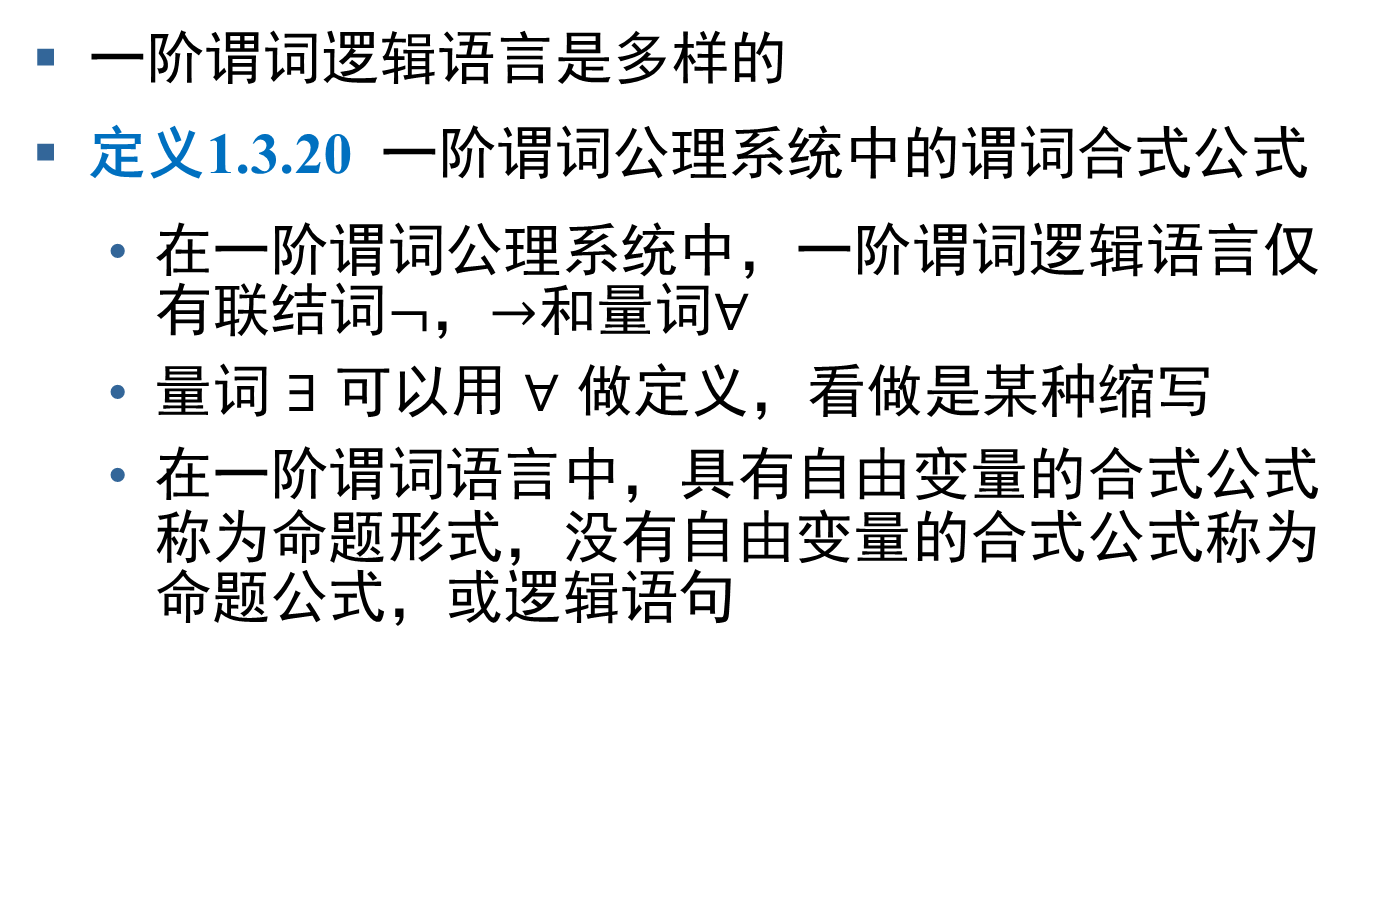 ▪ 一阶谓词逻辑语言是多样的
▪ 定义1.3.20 一阶谓词公理系统中的谓词合式公式
• 在一阶谓词公理系统中，一阶谓词逻辑语言仅
有联结词¬，→和量词∀
• 量词 ∃ 可以用 ∀ 做定义，看做是某种缩写
• 在一阶谓词语言中，具有自由变量的合式公式
称为命题形式，没有自由变量的合式公式称为
命题公式，或逻辑语句